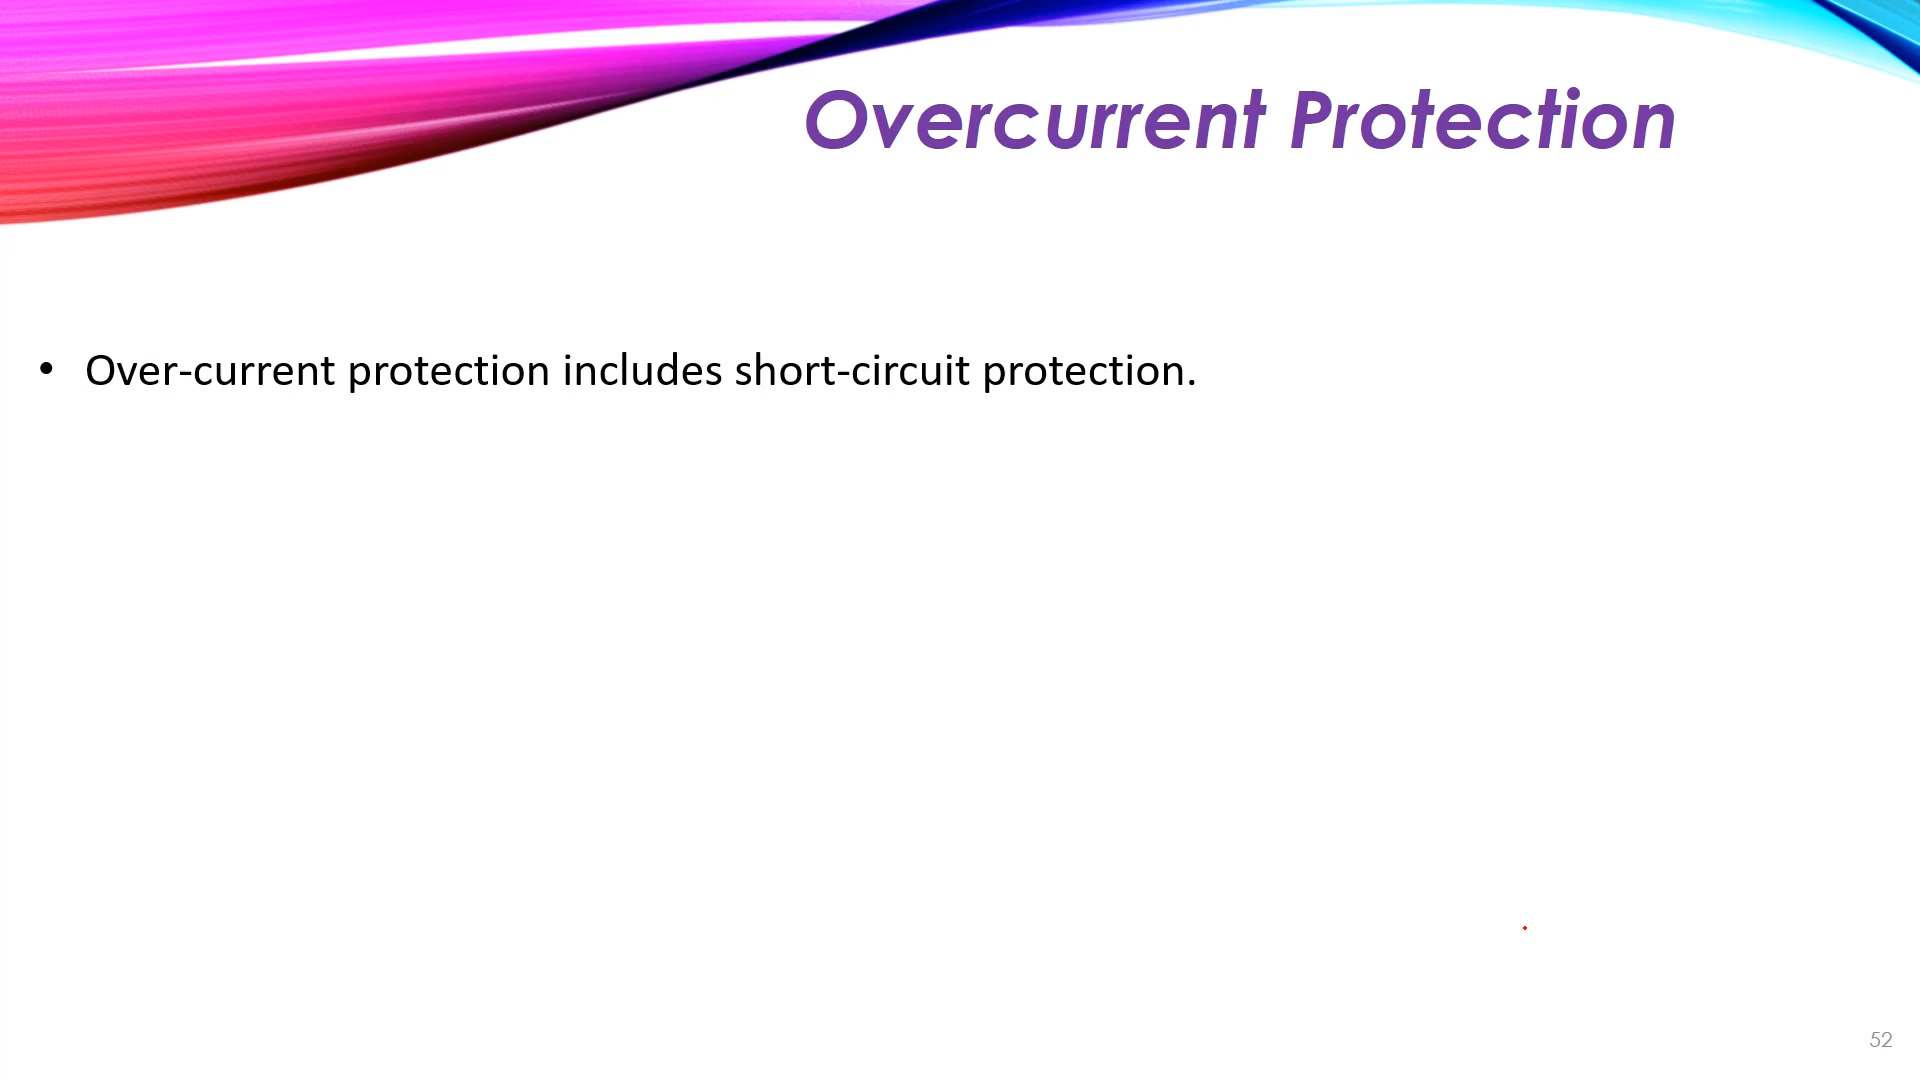 Overcurrent Protection
• Over-current protection includes short-circuit protection.
52